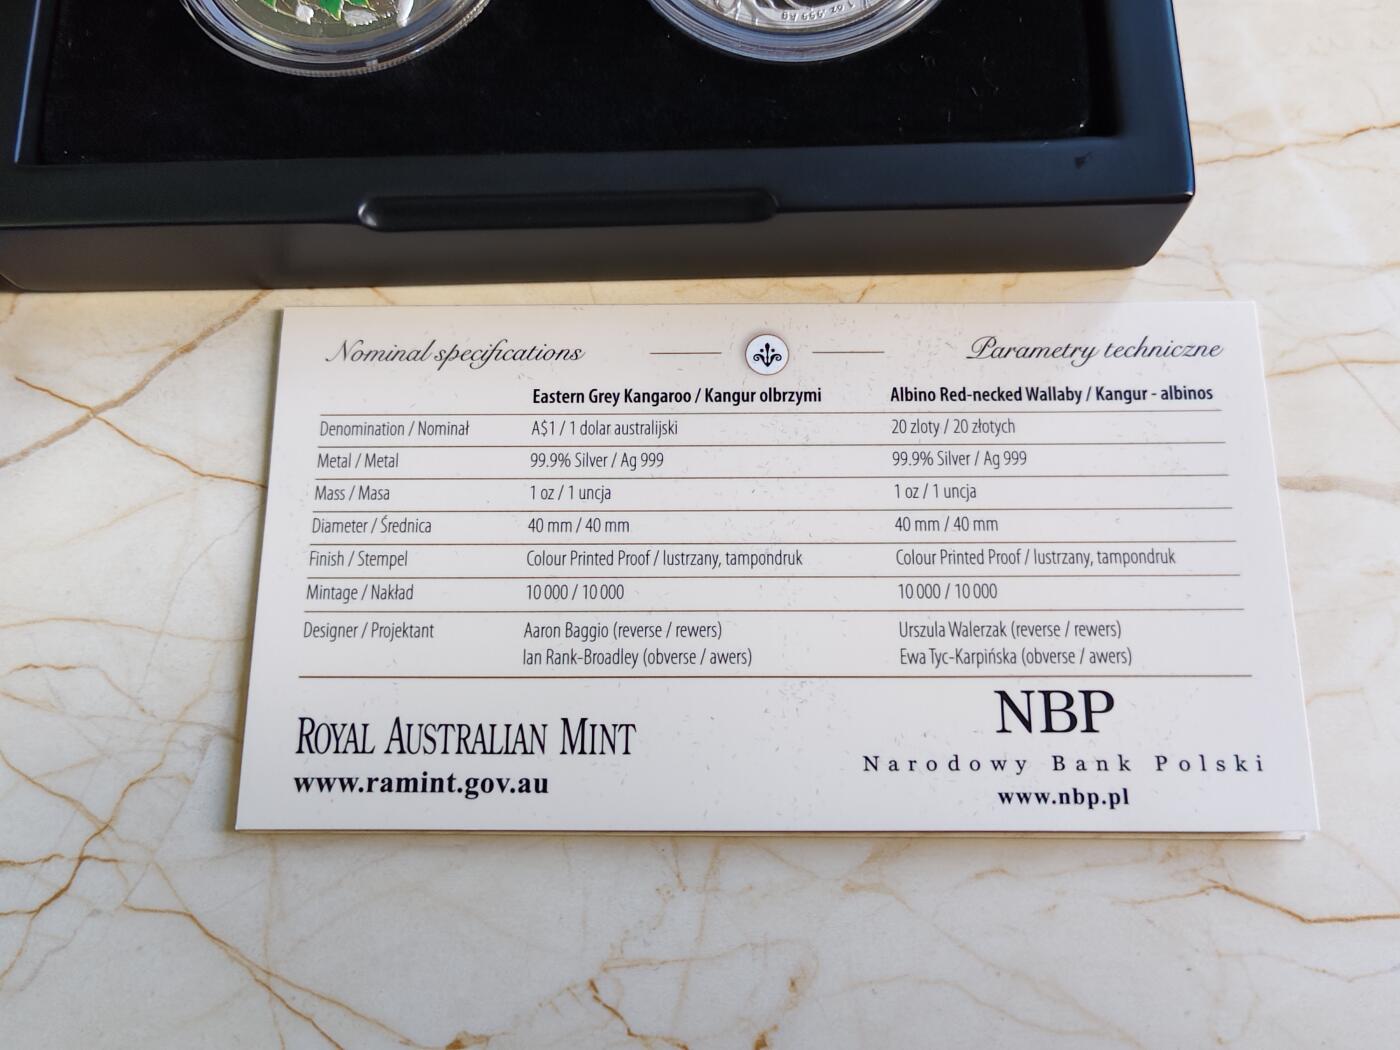 1 oz .999 Ag
Nominal specifications Parametry techniczne
Eastern Grey Kangaroo / Kangur olbrzymi Albino Red-necked Wallaby / Kangur - albinos
Denomination / Nominał A$1 / 1 dolar australijski 20 zloty / 20 złotych
Metal / Metal 99.9% Silver / Ag 999 99.9% Silver / Ag 999
Mass / Masa 1 oz / 1 uncja 1 oz / 1 uncja
Diameter / Średnica 40 mm / 40 mm 40 mm / 40 mm
Finish / Stempel Colour Printed Proof / lustrzany, tampondruk Colour Printed Proof / lustrzany, tampondruk
Mintage / Nakład 10 000 / 10 000 10 000 / 10 000
Designer / Projektant Aaron Baggio (reverse / rewers) Urszula Walerzak (reverse / rewers)
Ian Rank-Broadley (obverse / awers) Ewa Tyc-Karpińska (obverse / awers)
ROYAL AUSTRALIAN MINT
www.ramint.gov.au
NBP
Narodowy Bank Polski
www.nbp.pl